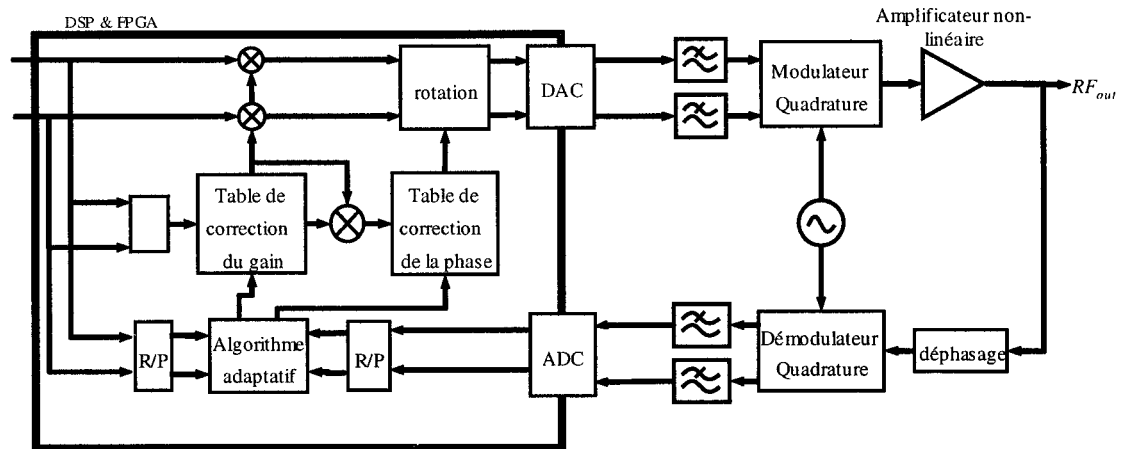 DSP & FPGA
Amplificateur non-
linéaire
rotation
DAC
Modulateur
Quadrature
RF_out
Table de
correction
du gain
Table de
correction
de la phase
R/P
Algorithme
adaptatif
R/P
ADC
Démodulateur
Quadrature
déphasage